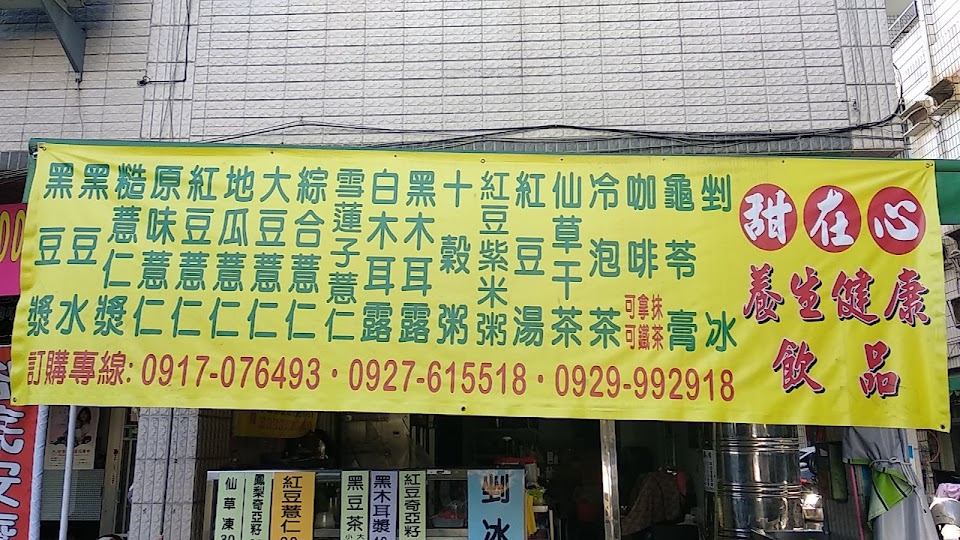 甜在心
養生健康
飲品
剉冰
龜苓膏
咖啡
抹茶
拿鐵
可可
冷泡茶
仙草干茶
紅豆湯
紅豆紫米粥
十穀粥
黑木耳露
白木耳露
雪蓮子薏仁
綜合薏仁
大豆薏仁
地瓜薏仁
紅豆薏仁
原味薏仁
糙薏仁漿
黑豆水
黑豆漿
訂購專線: 0917-076493·0927-615518·0929-992918
仙草凍30
鳳梨奇亞籽
紅豆薏仁
黑豆茶
黑木耳漿
紅豆奇亞籽
剉冰